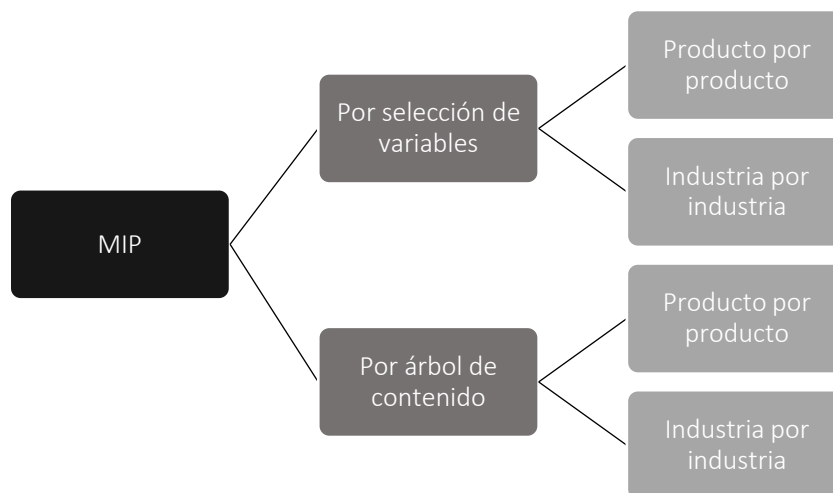 MIP
Por selección de
variables
Producto por
producto
Industria por
industria
Por árbol de
contenido
Producto por
producto
Industria por
industria